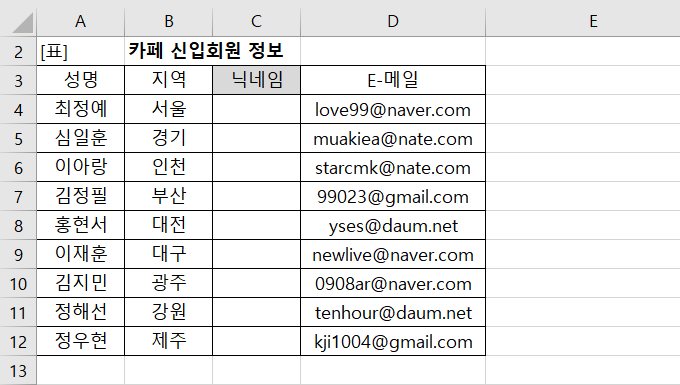 A B C D E
2 [표] 카페 신입회원 정보
3 성명 지역 닉네임 E-메일
4 최정예 서울 love99@naver.com
5 심일훈 경기 muakiea@nate.com
6 이아랑 인천 starcmk@nate.com
7 김정필 부산 99023@gmail.com
8 홍현서 대전 yses@daum.net
9 이재훈 대구 newlive@naver.com
10 김지민 광주 0908ar@naver.com
11 정해선 강원 tenhour@daum.net
12 정우현 제주 kji1004@gmail.com
13